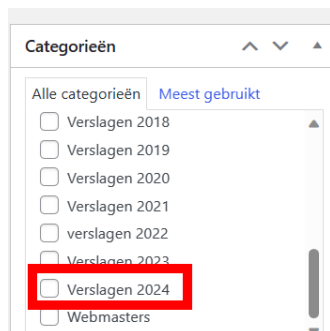 Categorieën
Alle categorieën Meest gebruikt
Verslagen 2018
Verslagen 2019
Verslagen 2020
Verslagen 2021
verslagen 2022
Verslagen 2023
Verslagen 2024
Webmasters